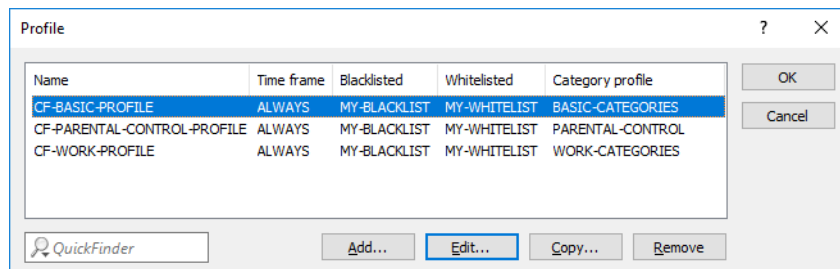 Profile ?
Name Time frame Blacklisted Whitelisted Category profile
CF-BASIC-PROFILE ALWAYS MY-BLACKLIST MY-WHITELIST BASIC-CATEGORIES
CF-PARENTAL-CONTROL-PROFILE ALWAYS MY-BLACKLIST MY-WHITELIST PARENTAL-CONTROL
CF-WORK-PROFILE ALWAYS MY-BLACKLIST MY-WHITELIST WORK-CATEGORIES
OK
Cancel
QuickFinder Add... Edit... Copy... Remove